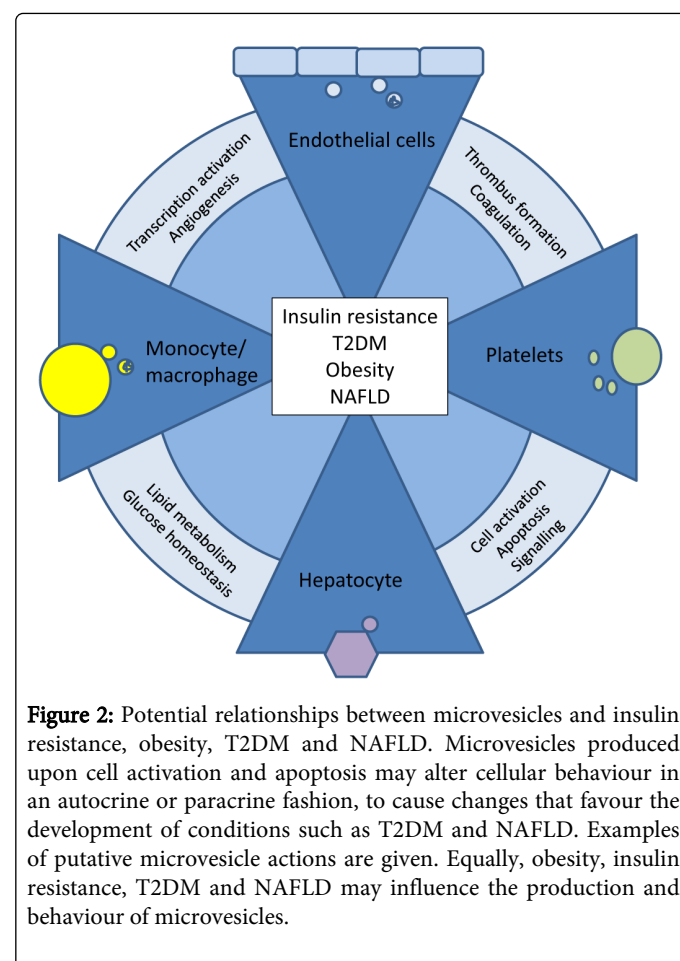 Endothelial cells
Transcription activation
Angiogenesis
Thrombus formation
Coagulation
Monocyte/
macrophage
Insulin resistance
T2DM
Obesity
NAFLD
Platelets
Lipid metabolism
Glucose homeostasis
Cell activation
Apoptosis
Signalling
Hepatocyte
Figure 2: Potential relationships between microvesicles and insulin
resistance, obesity, T2DM and NAFLD. Microvesicles produced
upon cell activation and apoptosis may alter cellular behaviour in
an autocrine or paracrine fashion, to cause changes that favour the
development of conditions such as T2DM and NAFLD. Examples
of putative microvesicle actions are given. Equally, obesity, insulin
resistance, T2DM and NAFLD may influence the production and
behaviour of microvesicles.